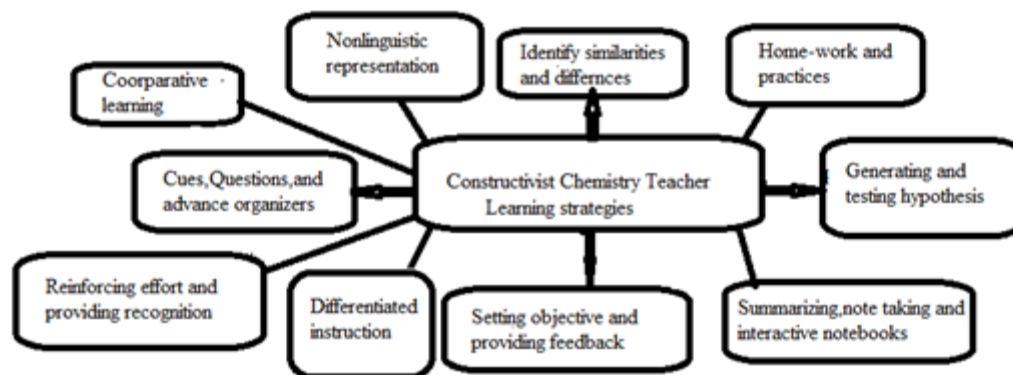 Nonlinguistic
representation
Identify similarities
and differnces
Home-work and
practices
Coorparative
learning
Cues,Questions,and
advance organizers
Constructivist Chemistry Teacher
Learning strategies
Generating and
testing hypothesis
Reinforcing effort and
providing recognition
Differentiated
instruction
Setting objective and
providing feedback
Summarizing,note taking and
interactive notebooks